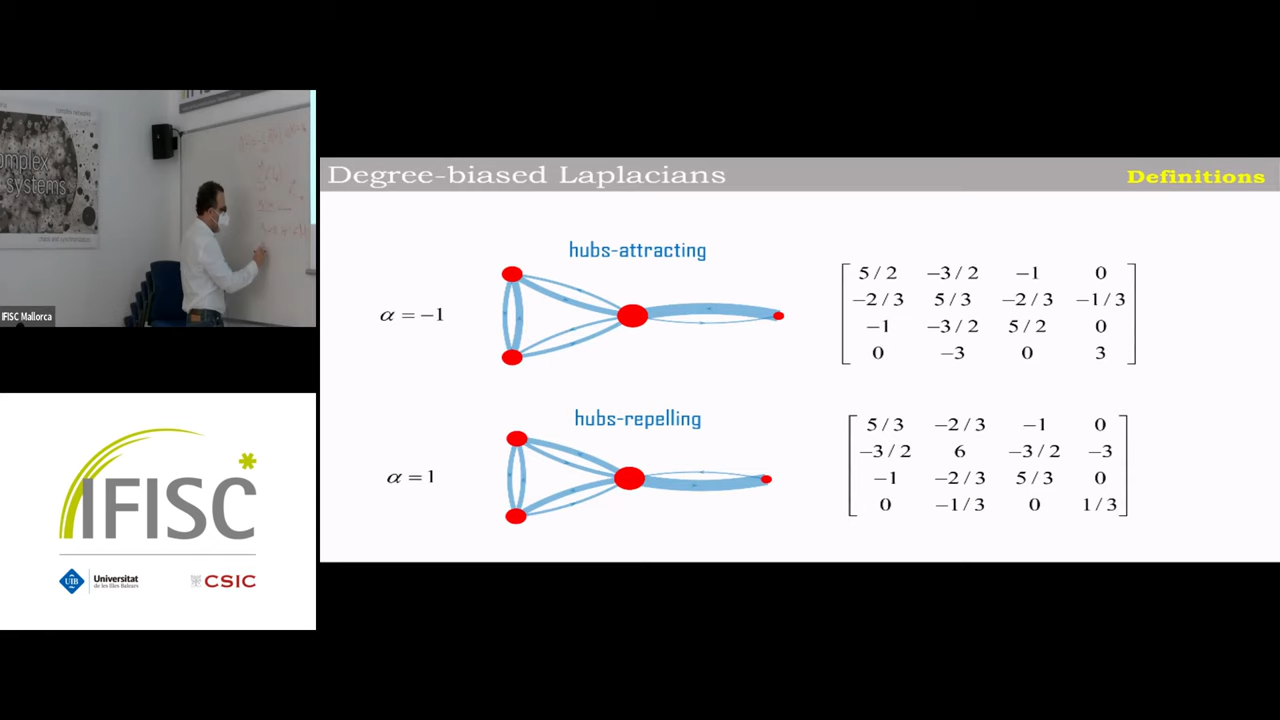 omplex
systems
IFISC Mallorca
IFISC
Universitat
de les Illes Balears
UIB
CSIC
Degree-biased Laplacians
Definitions
hubs-attracting
α = −1
5 / 2 −3 / 2 −1 0
−2 / 3 5 / 3 −2 / 3 −1 / 3
−1 −3 / 2 5 / 2 0
0 −3 0 3
hubs-repelling
α = 1
5 / 3 −2 / 3 −1 0
−3 / 2 6 −3 / 2 −3
−1 −2 / 3 5 / 3 0
0 −1 / 3 0 1 / 3